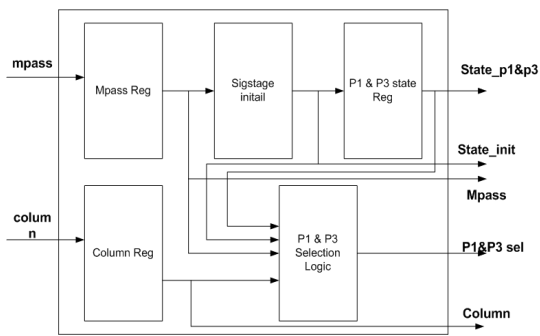 mpass
Mpass Reg
Sigstage
initail
P1 & P3 state
Reg
State_p1&p3
State_init
Mpass
colum
n
Column Reg
P1 & P3
Selection
Logic
P1&P3 sel
Column